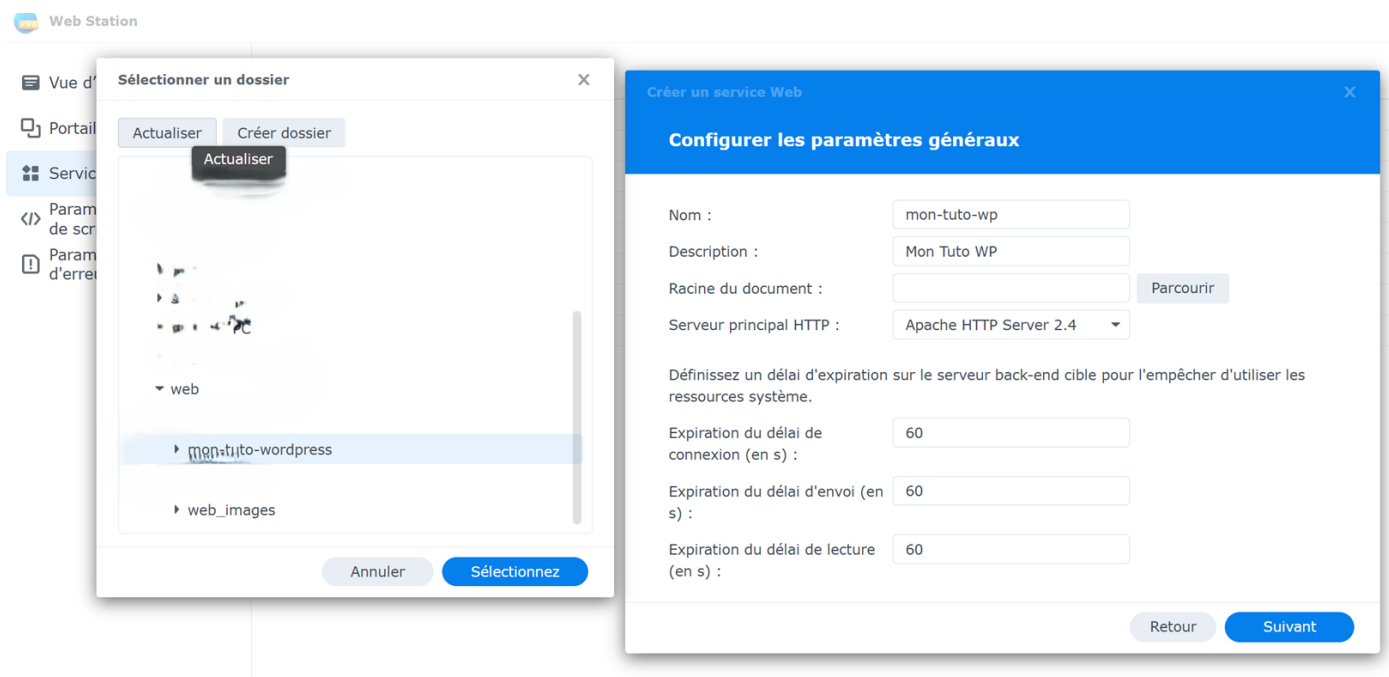 Web Station
Vue d’
Portail
Servic
Param
de scr
Param
d'erreu
Sélectionner un dossier
Actualiser
Créer dossier
Actualiser
PC
web
mon-tuto-wordpress
web_images
Annuler
Sélectionnez
Créer un service Web
Configurer les paramètres généraux
Nom :
mon-tuto-wp
Description :
Mon Tuto WP
Racine du document :
Parcourir
Serveur principal HTTP :
Apache HTTP Server 2.4
Définissez un délai d'expiration sur le serveur back-end cible pour l'empêcher d'utiliser les
ressources système.
Expiration du délai de
connexion (en s) :
60
Expiration du délai d'envoi (en
s) :
60
Expiration du délai de lecture
(en s) :
60
Retour
Suivant